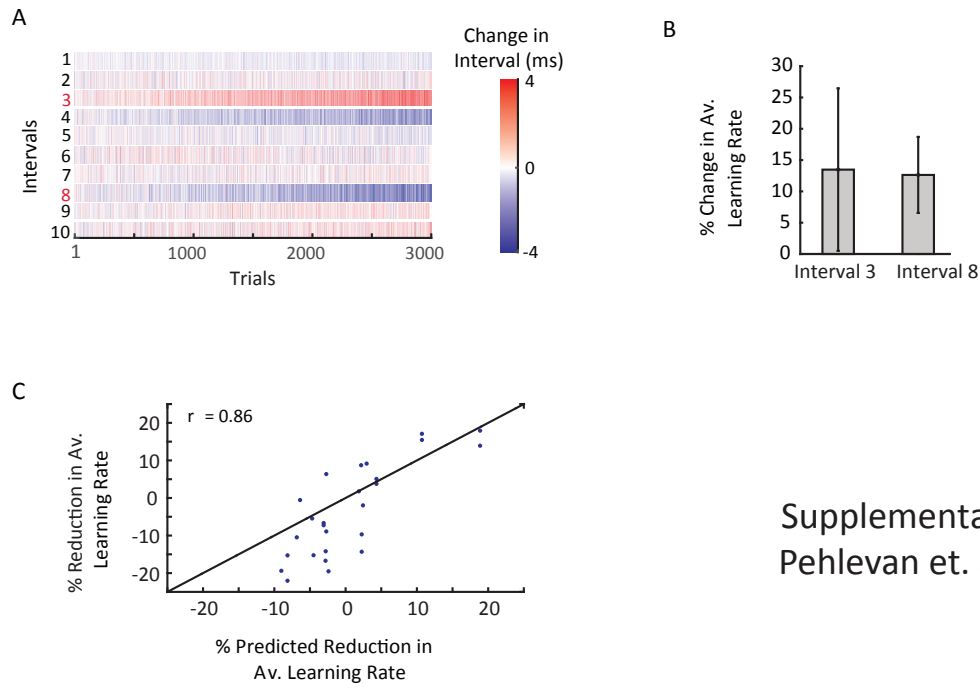 A
Change in
Interval (ms)
4
0
-4
Intervals
1
2
3
4
5
6
7
8
9
10
1 1000 2000 3000
Trials
B
% Change in Av.
Learning Rate
30
25
20
15
10
5
0
Interval 3 Interval 8
C
r = 0.86
% Reduction in Av.
Learning Rate
20
10
0
-10
-20
-20 -10 0 10 20
% Predicted Reduction in
Av. Learning Rate
Supplementa
Pehlevan et.